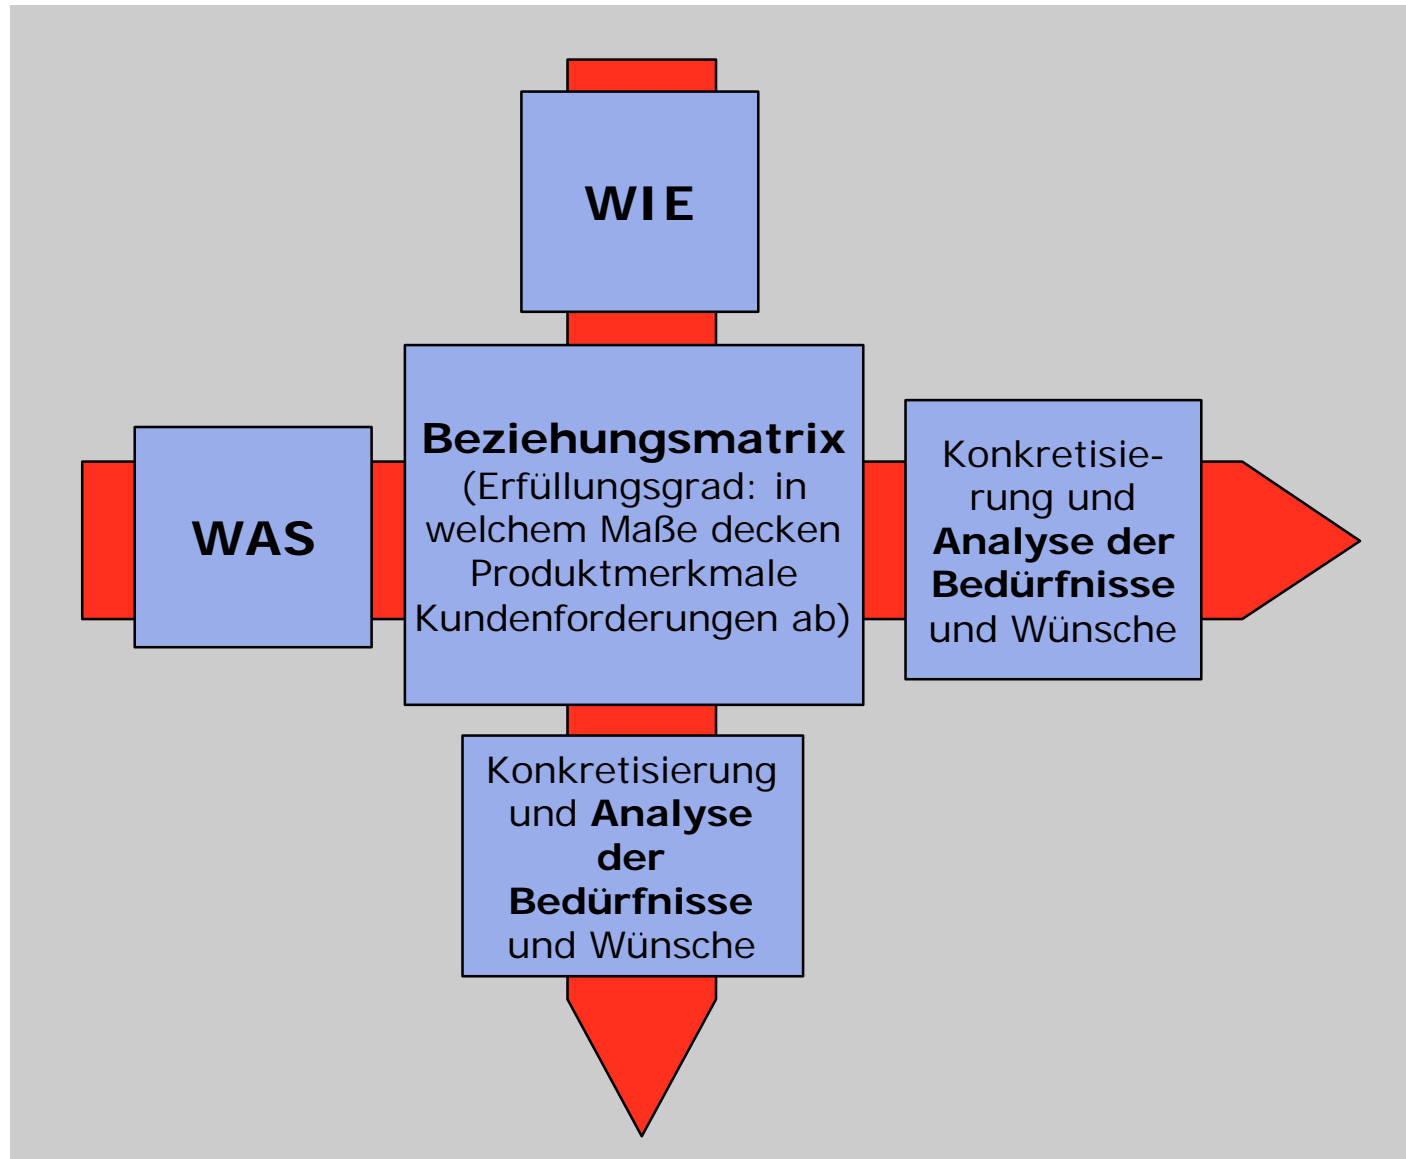 WIE
WAS
Beziehungsmatrix
(Erfüllungsgrad: in
welchem Maße decken
Produktmerkmale
Kundenforderungen ab)
Konkretisie-
rung und
Analyse der
Bedürfnisse
und Wünsche
Konkretisierung
und Analyse
der
Bedürfnisse
und Wünsche